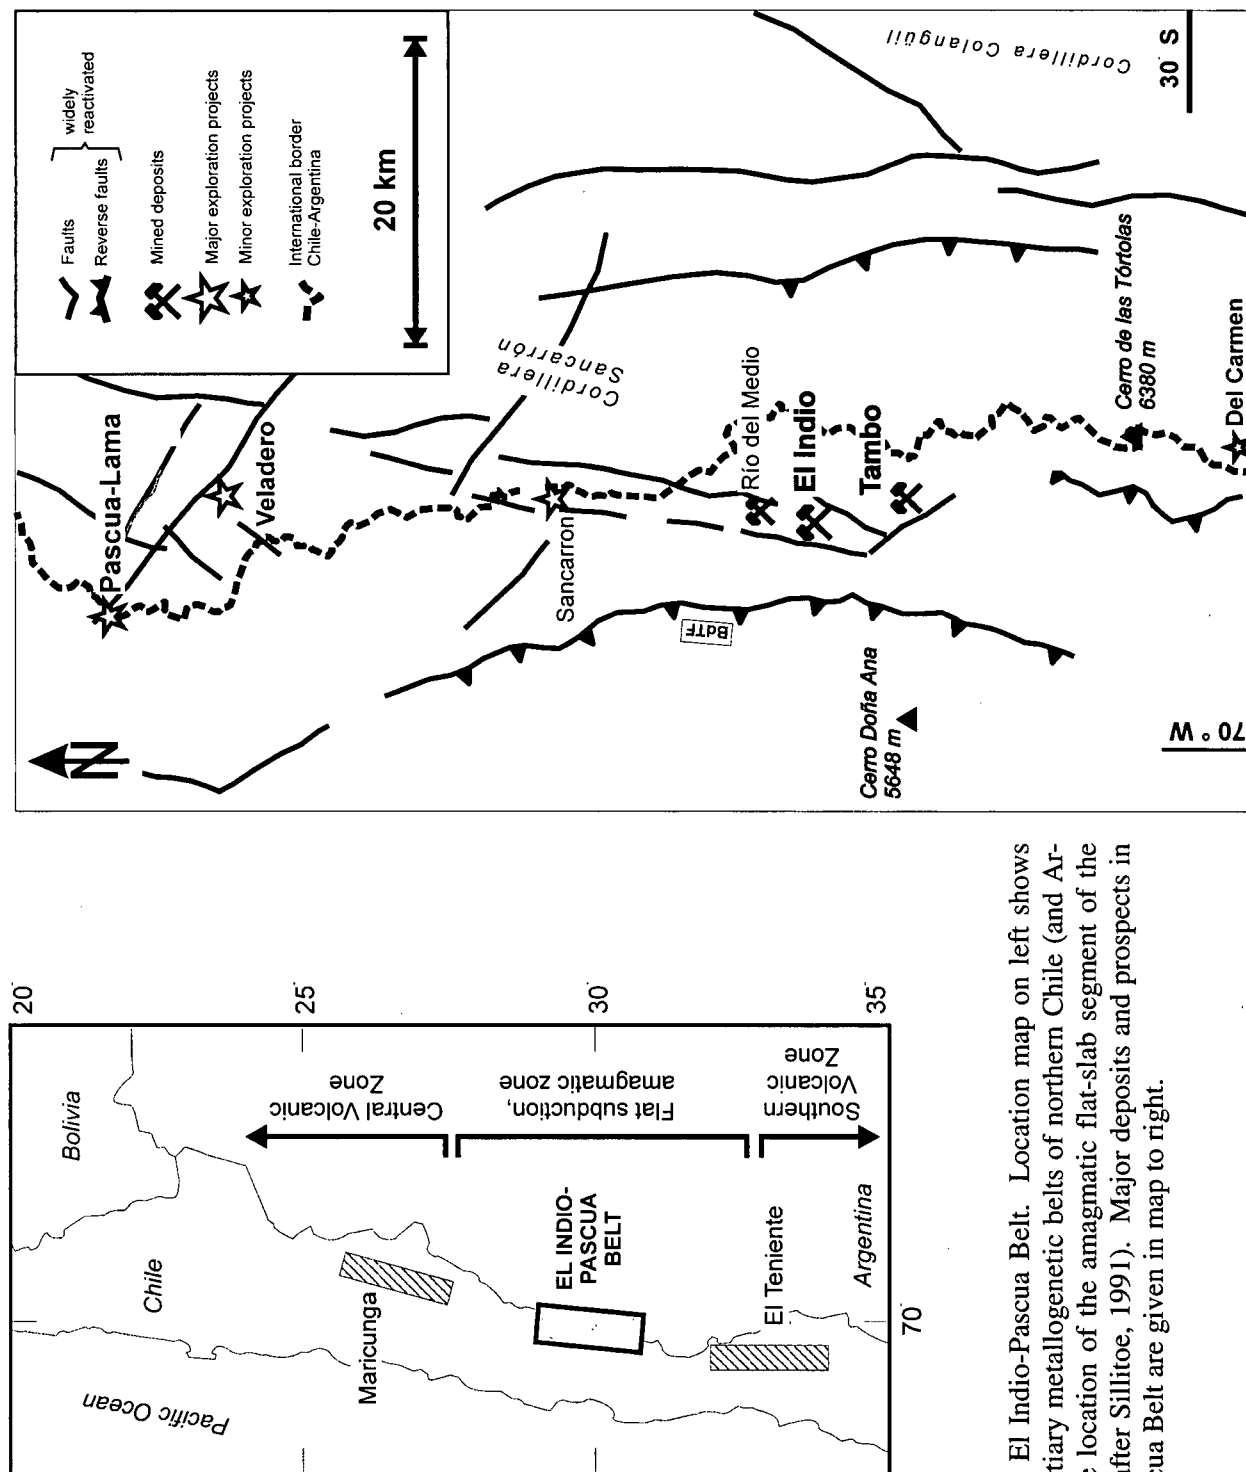 20
25
30
35
70
Bolivia
Chile
Pacific Ocean
Argentina
Maricunga
EL INDIO-
PASCUA
BELT
El Teniente
Central Volcanic
Zone
Flat subduction,
amagmatic zone
Southern
Volcanic
Zone
Faults
Reverse faults
widely
reactivated
Mined deposits
Major exploration projects
Minor exploration projects
International border
Chile-Argentina
20 km
N
Pascua-Lama
Veladero
Cordillera
Sancarrón
Sancarron
Río del Medio
El Indio
Tambo
BdTF
Cerro Doña Ana
5648 m
Cerro de las Tórtolas
6380 m
Del Carmen
Cordillera Colangüil
30 S
70° W
El Indio-Pascua Belt. Location map on left shows
tiary metallogenetic belts of northern Chile (and Ar-
location of the amagmatic flat-slab segment of the
after Sillitoe, 1991). Major deposits and prospects in
cua Belt are given in map to right.